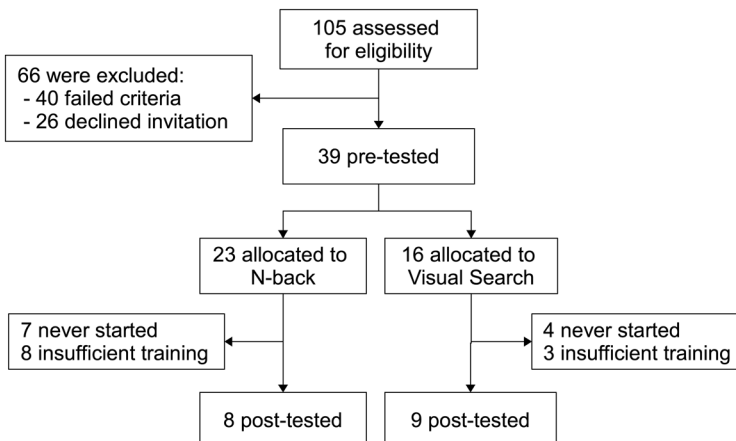 105 assessed
for eligibility
66 were excluded:
- 40 failed criteria
- 26 declined invitation
39 pre-tested
23 allocated to
N-back
16 allocated to
Visual Search
7 never started
8 insufficient training
4 never started
3 insufficient training
8 post-tested
9 post-tested